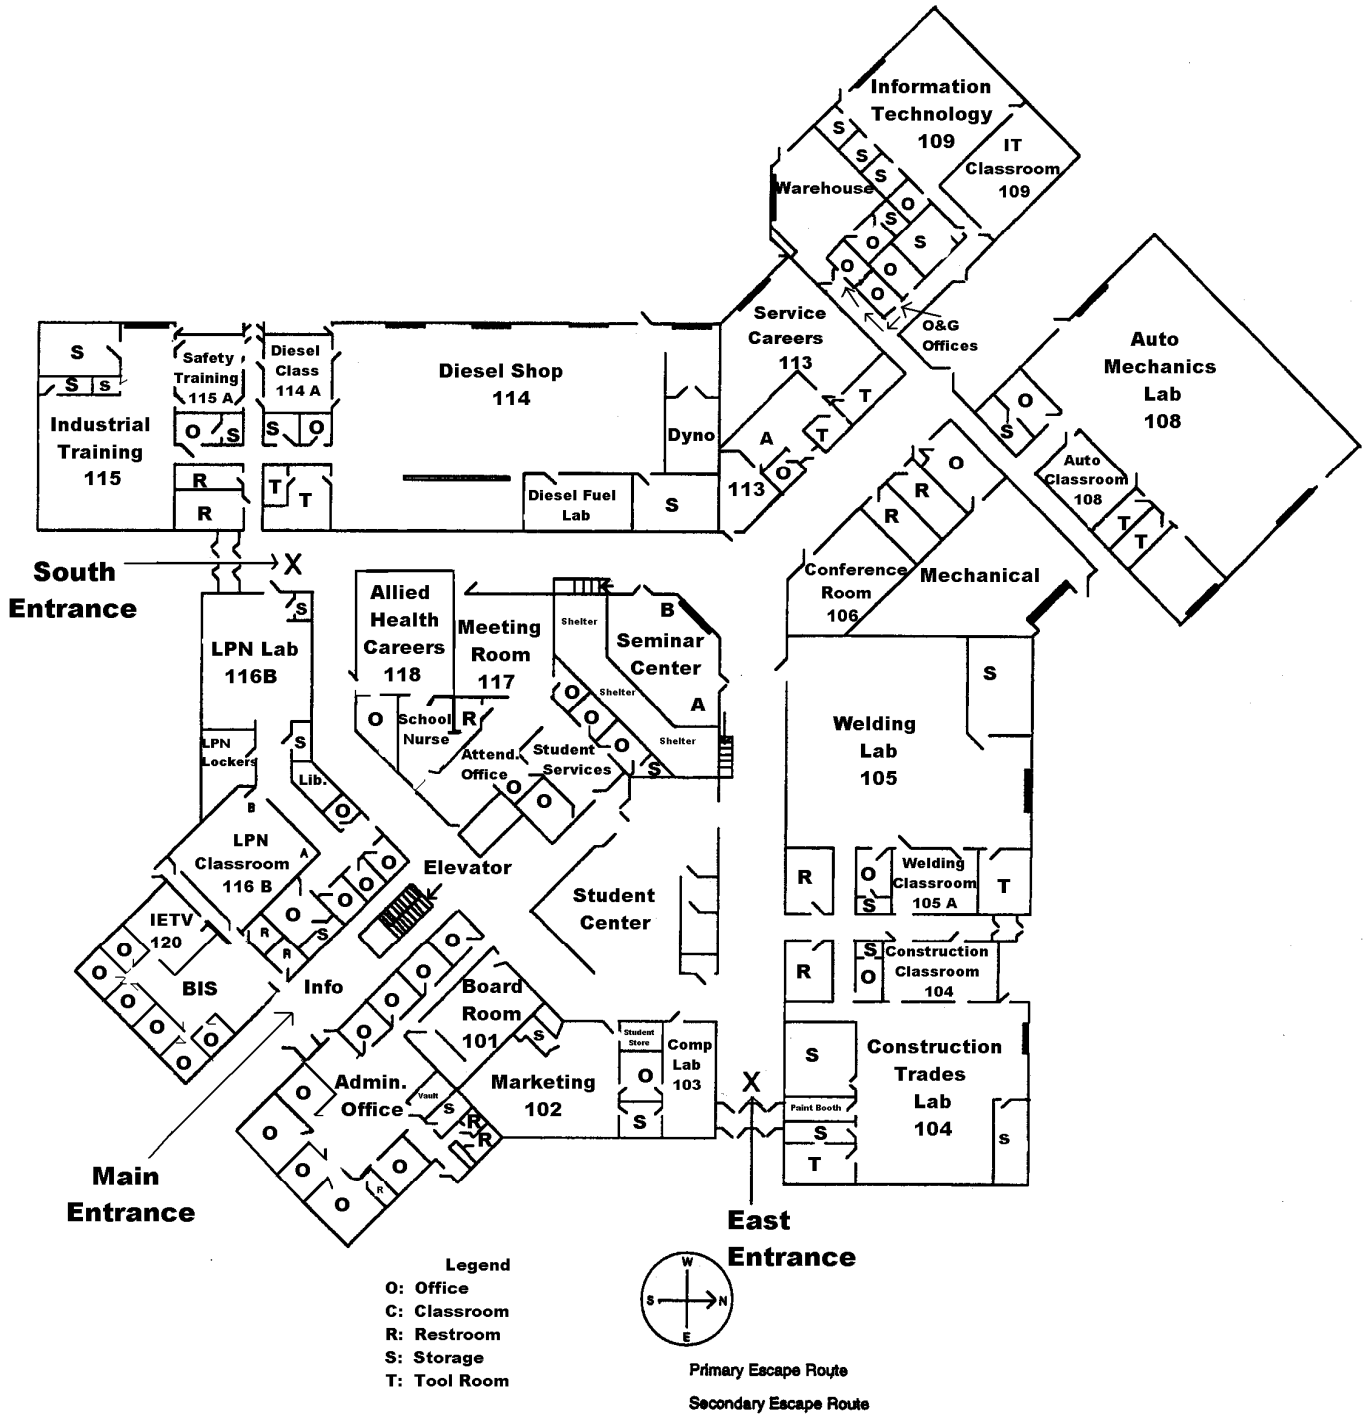 Information
Technology
109
IT
Classroom
109
S
S
S
Warehouse
O
S
S
O
O
O
O
O&G
Offices
Service
Careers
113
T
T
A
O
113
Auto
Mechanics
Lab
108
O
S
Auto
Classroom
108
T
T
S
S
S
Industrial
Training
115
Safety
Training
115 A
O
S
R
R
Diesel
Class
114 A
S
O
T
T
Diesel Shop
114
Dyno
Diesel Fuel
Lab
S
O
R
R
Conference
Room
106
Mechanical
South
Entrance
X
S
LPN Lab
116B
LPN
Lockers
S
Lib.
O
Allied
Health
Careers
118
O
School
Nurse
R
Meeting
Room
117
Shelter
B
Seminar
Center
A
Shelter
Shelter
O
O
O
S
Attend.
Office
Student
Services
O
O
Welding
Lab
105
S
R
O
S
Welding
Classroom
105 A
T
B
LPN
Classroom
116 B
A
O
O
O
O
S
R
R
Elevator
Student
Center
IETV
120
BIS
O
O
O
O
O
O
Info
O
O
O
O
Board
Room
101
S
R
S
O
Construction
Classroom
104
Student
Store
O
S
Comp
Lab
103
Marketing
102
Admin.
Office
Vault
S
R
R
O
O
O
O
R
O
X
S
Paint Booth
S
T
Construction
Trades
Lab
104
S
Main
Entrance
East
Entrance
Legend
O: Office
C: Classroom
R: Restroom
S: Storage
T: Tool Room
W
S
N
E
Primary Escape Route
Secondary Escape Route